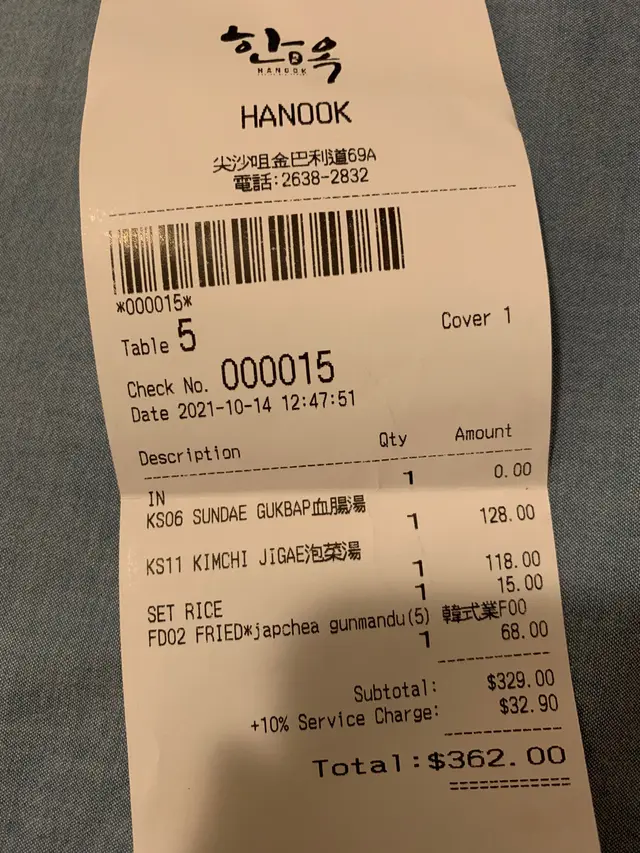 한옥
HANOOK
HANOOK
尖沙咀金巴利道69A
電話:2638-2832
*000015*
Table 5 Cover 1
Check No. 000015
Date 2021-10-14 12:47:51
Description Qty Amount
IN 1 0.00
KS06 SUNDAE GUKBAP血腸湯
1 128.00
KS11 KIMCHI JIGAE泡菜湯
1 118.00
SET RICE 1 15.00
FD02 FRIED*japchea gunmandu(5) 韓式業F00
1 68.00
Subtotal: $329.00
+10% Service Charge: $32.90
Total:$362.00